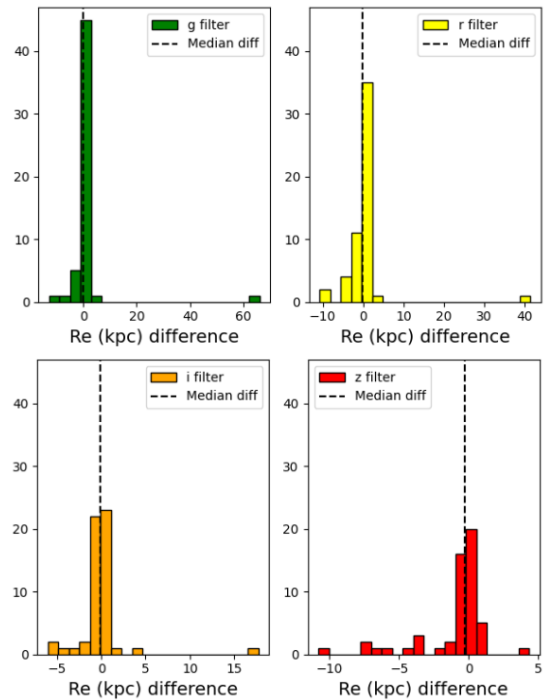 g filter
Median diff
40
30
20
10
0
0 20 40 60
Re (kpc) difference
r filter
Median diff
40
30
20
10
0
−10 0 10 20 30 40
Re (kpc) difference
i filter
Median diff
40
30
20
10
0
−5 0 5 10 15
Re (kpc) difference
z filter
Median diff
40
30
20
10
0
−10 −5 0 5
Re (kpc) difference